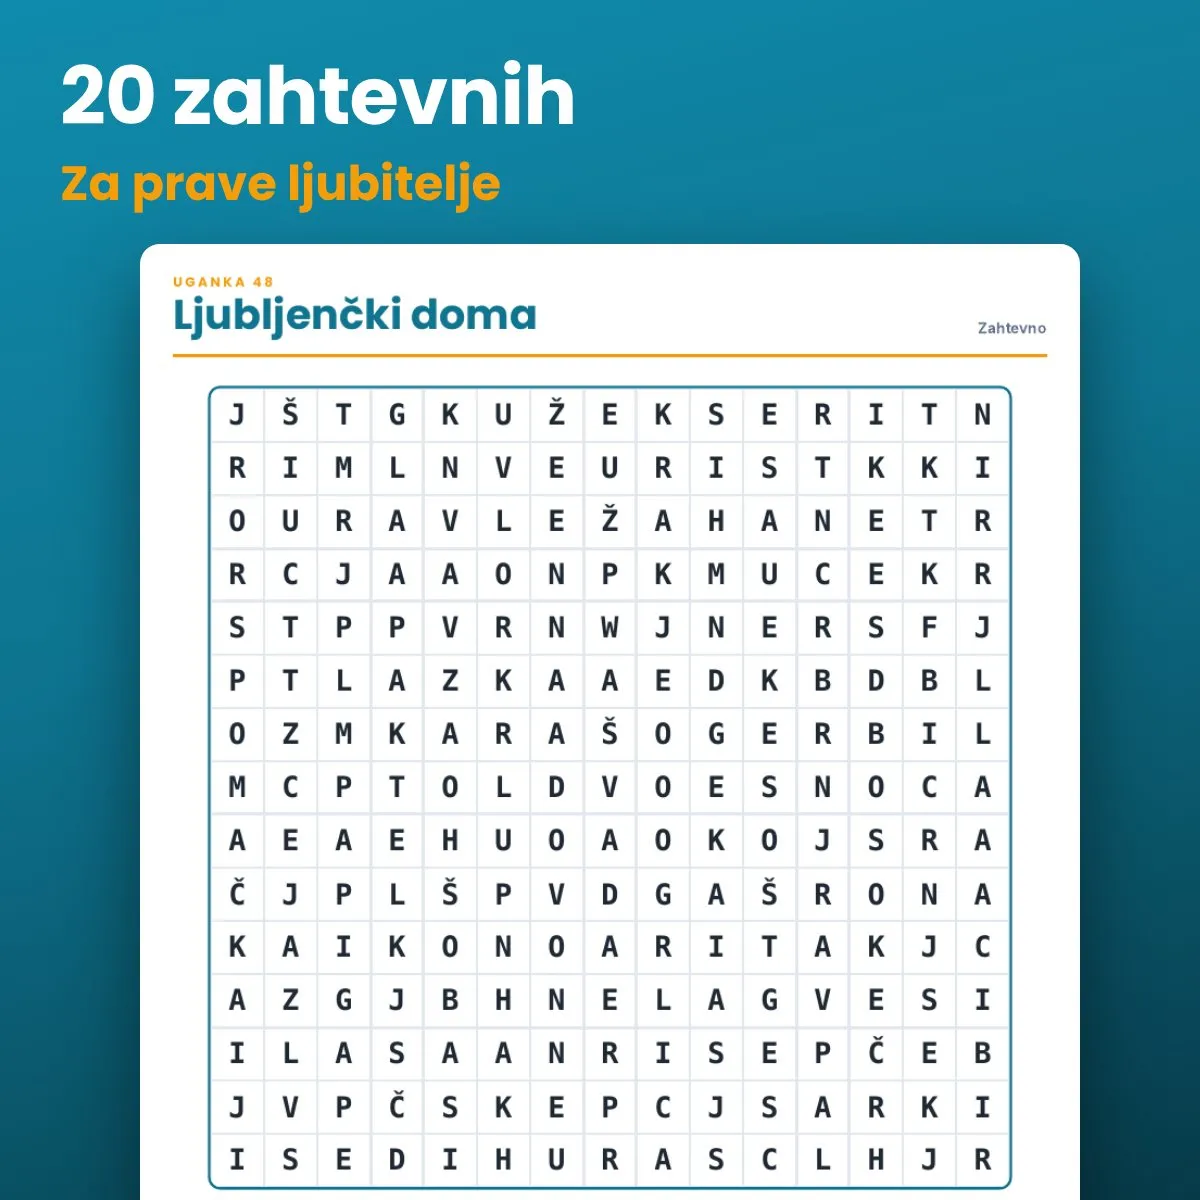 20 zahtevnih
Za prave ljubitelje
UGANKA 48
Ljubljenčki doma
Zahtevno
J Š T G K U Ž E K S E R I T N
R I M L N V E U R I S T K K I
O U R A V L E Ž A H A N E T R
R C J A A O N P K M U C E K R
S T P P V R N W J N E R S F J
P T L A Z K A A E D K B D B L
O Z M K A R A Š O G E R B I L
M C P T O L D V O E S N O C A
A E A E H U O A O K O J S R A
Č J P L Š P V D G A Š R O N A
K A I K O N O A R I T A K J C
A Z G J B H N E L A G V E S I
I L A S A A N R I S E P Č E B
J V P Č S K E P C J S A R K I
I S E D I H U R A S C L H J R